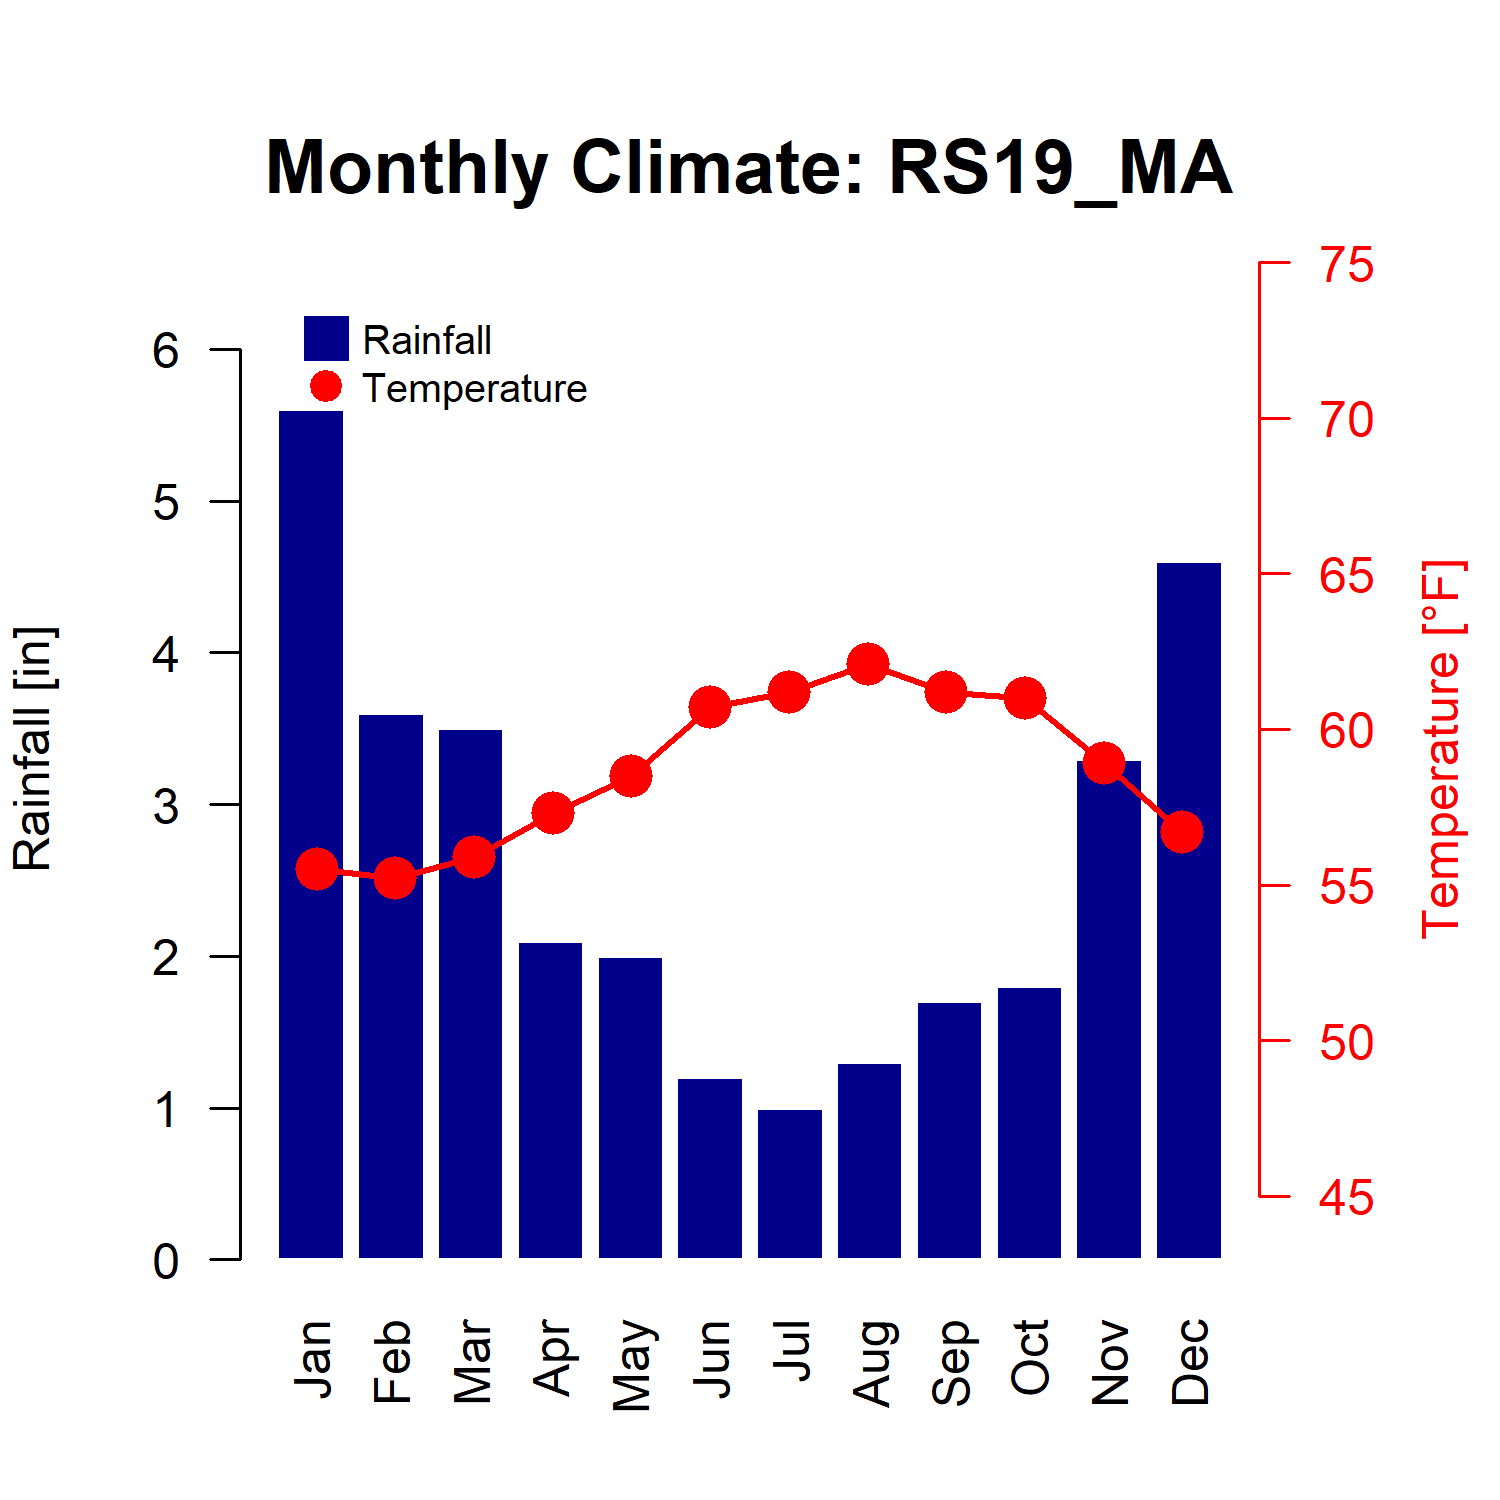 Monthly Climate: RS19_MA
Rainfall
Temperature
Rainfall [in]
6
5
4
3
2
1
0
75
70
65
60
55
50
45
Temperature [°F]
Jan
Feb
Mar
Apr
May
Jun
Jul
Aug
Sep
Oct
Nov
Dec